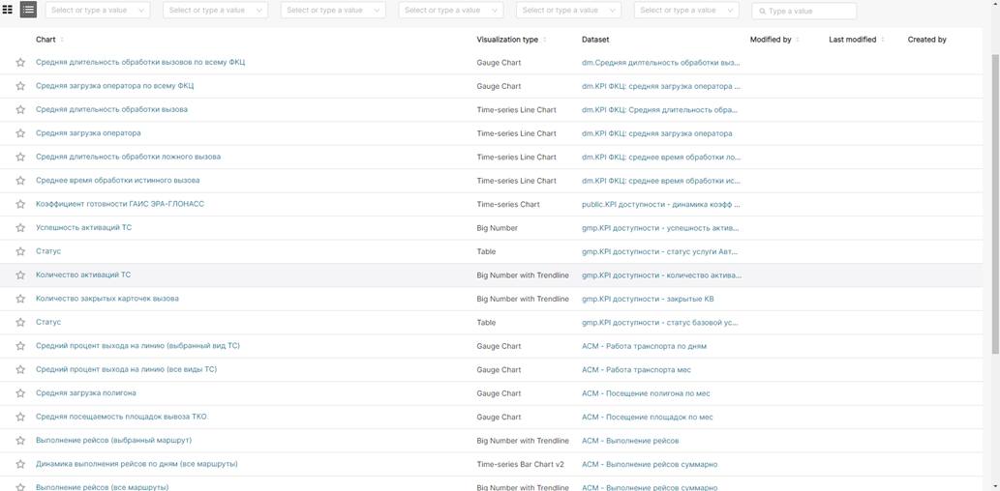 Select or type a value Select or type a value Select or type a value Select or type a value Select or type a value Select or type a value Type a value
Chart Visualization type Dataset Modified by Last modified Created by
Средняя длительность обработки вызовов по всему ФКЦ Gauge Chart dm.Средняя дилтельность обработки выз...
Средняя загрузка оператора по всему ФКЦ Gauge Chart dm.KPI ФКЦ: средняя загрузка оператора ...
Средняя длительность обработки вызова Time-series Line Chart dm.KPI ФКЦ: Средняя длительность обра...
Средняя загрузка оператора Time-series Line Chart dm.KPI ФКЦ: средняя загрузка оператора
Средняя длительность обработки ложного вызова Time-series Line Chart dm.KPI ФКЦ: среднее время обработки ло...
Среднее время обработки истинного вызова Time-series Line Chart dm.KPI ФКЦ: среднее время обработки ис...
Коэффициент готовности ГАИС ЭРА-ГЛОНАСС Time-series Chart public.KPI доступности - динамика коэфф ...
Успешность активаций ТС Big Number gmp.KPI доступности - успешность актив...
Статус Table gmp.KPI доступности - статус услуги Авт...
Количество активаций ТС Big Number with Trendline gmp.KPI доступности - количество актива...
Количество закрытых карточек вызова Big Number with Trendline gmp.KPI доступности - закрытые КВ
Статус Table gmp.KPI доступности - статус базовой ус...
Средний процент выхода на линию (выбранный вид ТС) Gauge Chart АСМ - Работа транспорта по дням
Средний процент выхода на линию (все виды ТС) Gauge Chart АСМ - Работа транспорта мес
Средняя загрузка полигона Gauge Chart АСМ - Посещение полигона по мес
Средняя посещаемость площадок вывоза ТКО Gauge Chart АСМ - Посещение площадок по мес
Выполнение рейсов (выбранный маршрут) Big Number with Trendline АСМ - Выполнение рейсов
Динамика выполнения рейсов по дням (все маршруты) Time-series Bar Chart v2 АСМ - Выполнение рейсов суммарно
Выполнение рейсов (все маршруты) Big Number with Trendline АСМ - Выполнение рейсов суммарно